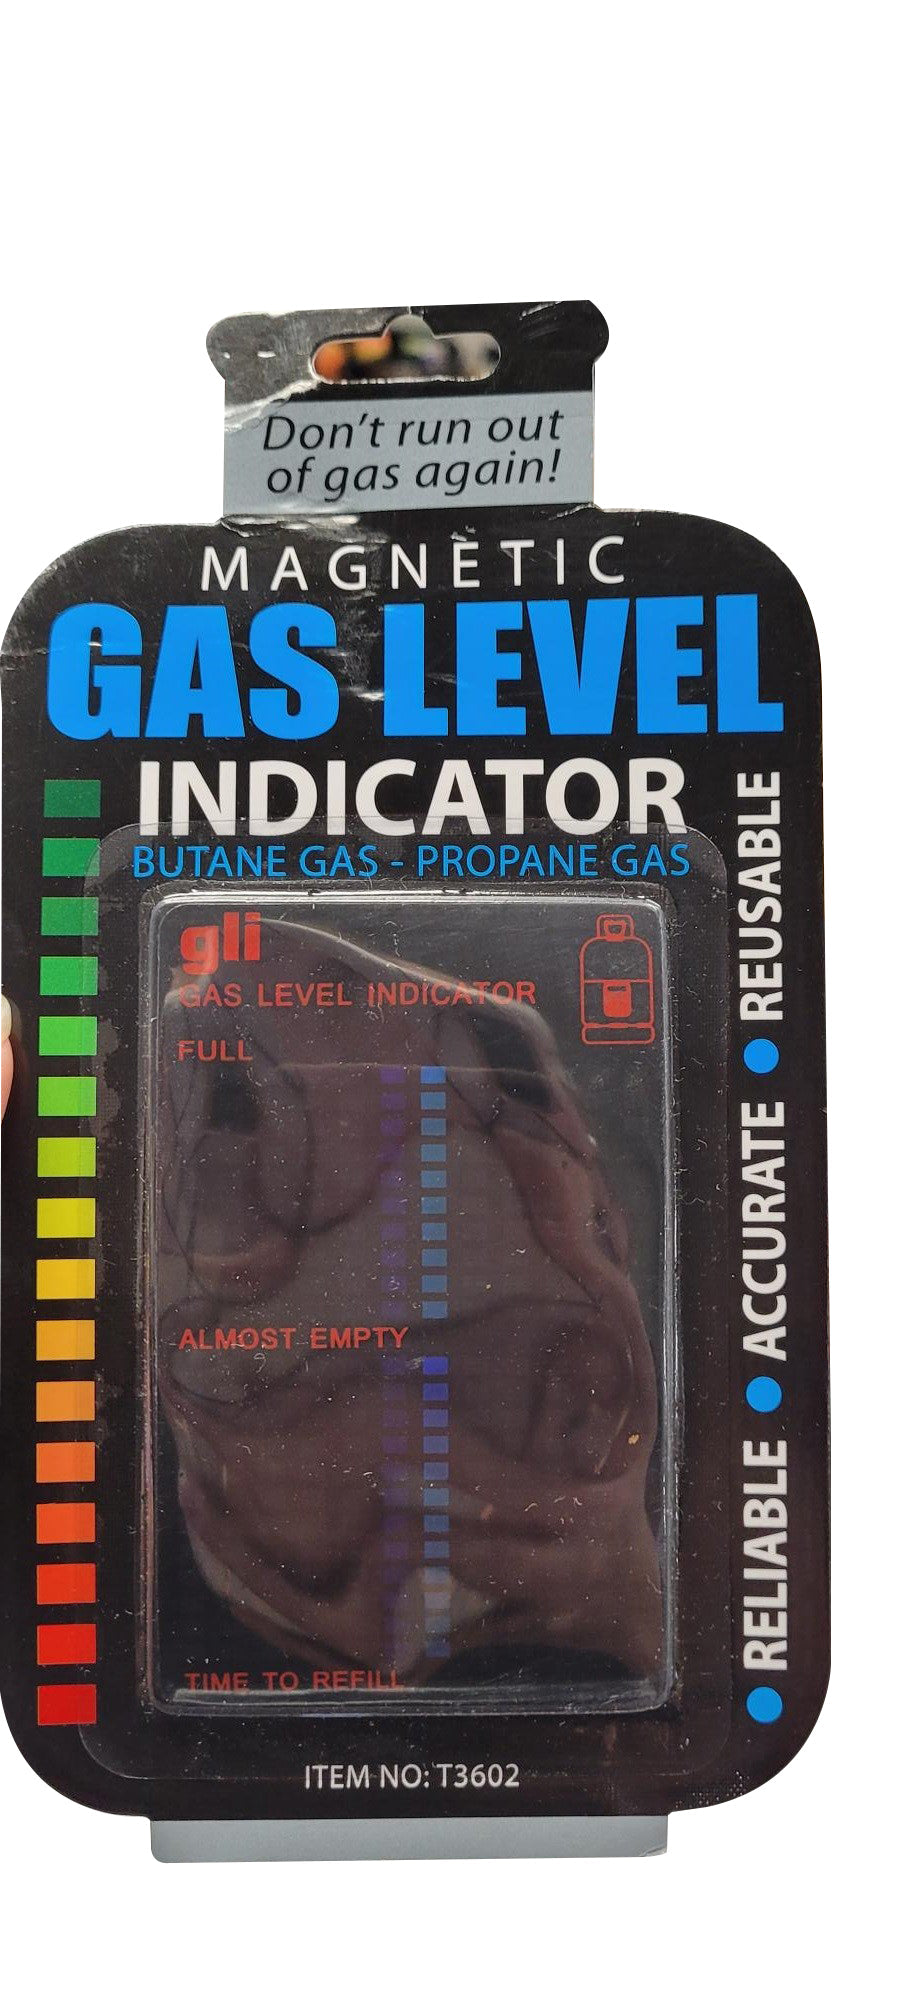 Don't run out
of gas again!
MAGNETIC
GAS LEVEL
INDICATOR
BUTANE GAS - PROPANE GAS
gli
GAS LEVEL INDICATOR
FULL
ALMOST EMPTY
TIME TO REFILL
● RELIABLE ● ACCURATE ● REUSABLE
ITEM NO: T3602